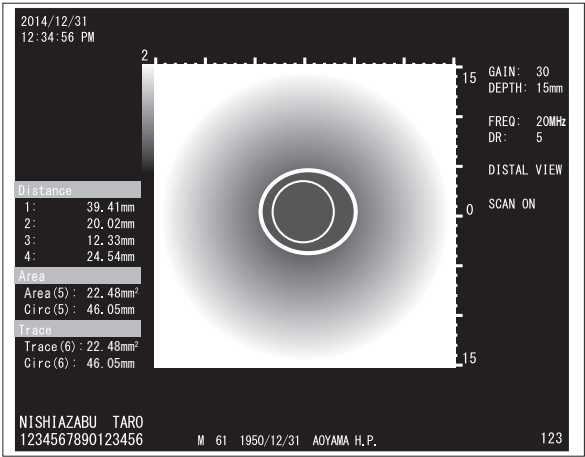 2014/12/31
12:34:56 PM
2
15
GAIN: 30
DEPTH: 15mm
FREQ: 20MHz
DR: 5
DISTAL VIEW
0
SCAN ON
Distance
1: 39.41mm
2: 20.02mm
3: 12.33mm
4: 24.54mm
Area
Area(5): 22.48mm²
Circ(5): 46.05mm
Trace
Trace(6): 22.48mm²
Circ(6): 46.05mm
15
NISHIAZABU TARO
1234567890123456
M 61 1950/12/31 AOYAMA H.P.
123